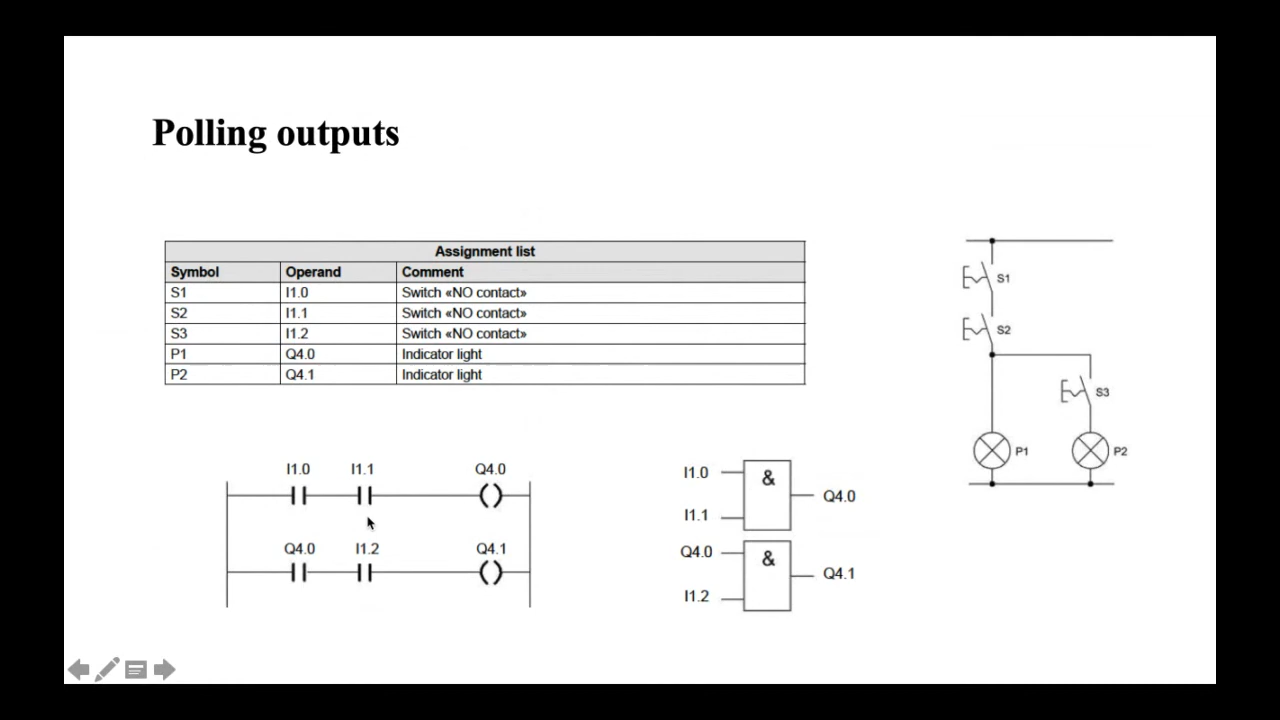 Polling outputs
Assignment list
Symbol Operand Comment
S1 I1.0 Switch «NO contact»
S2 I1.1 Switch «NO contact»
S3 I1.2 Switch «NO contact»
P1 Q4.0 Indicator light
P2 Q4.1 Indicator light
I1.0 I1.1 Q4.0
Q4.0 I1.2 Q4.1
I1.0
&
Q4.0
I1.1
Q4.0
&
Q4.1
I1.2
S1
S2
S3
P1 P2